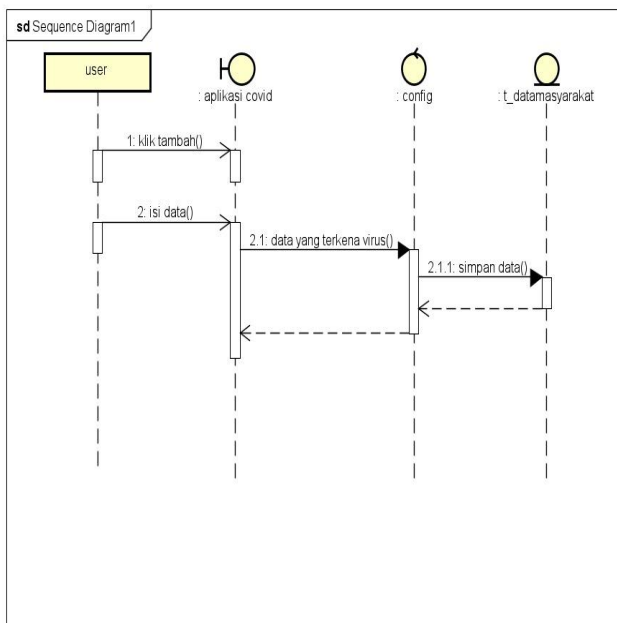 sd Sequence Diagram1
user
: aplikasi covid
: config
: t_datamasyarakat
1: klik tambah()
2: isi data()
2.1: data yang terkena virus()
2.1.1: simpan data()